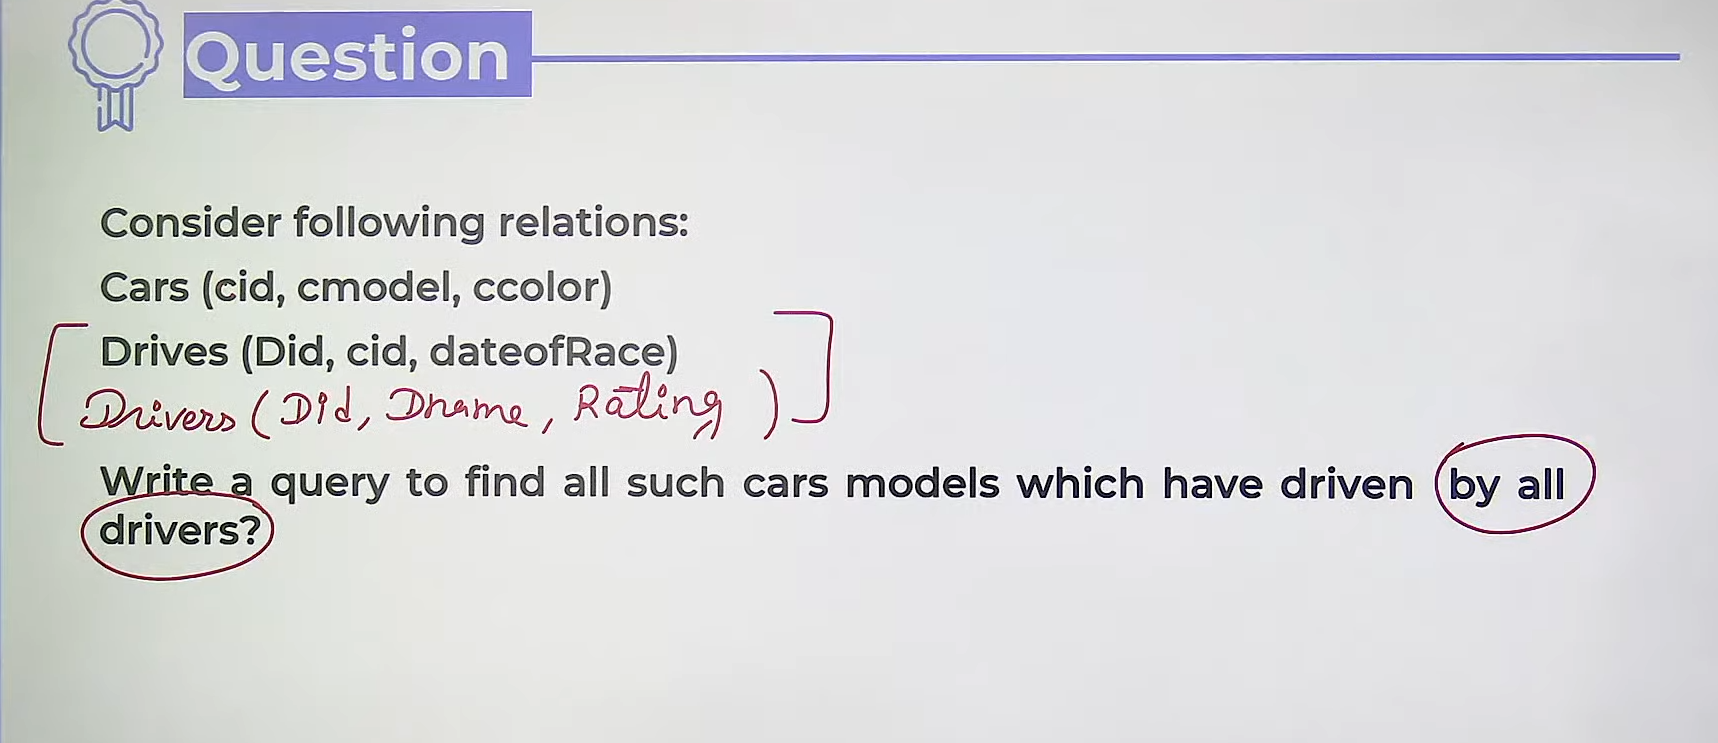 Question
Consider following relations:
Cars (cid, cmodel, ccolor)
Drives (Did, cid, dateofRace)
Drivers (Did, Dname, Rating )
Write a query to find all such cars models which have driven by all
drivers?